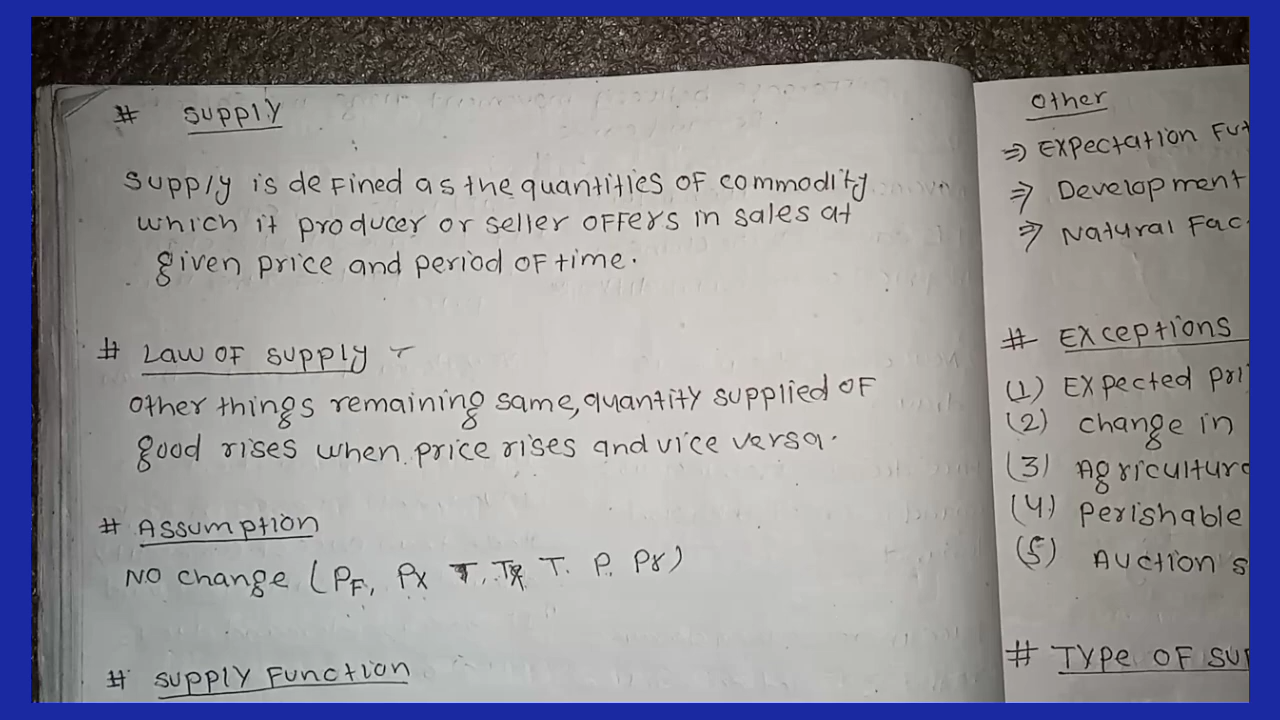 # Supply
Supply is defined as the quantities of commodity
which it producer or seller offers in sales at
given price and period of time.
# Law of supply
other things remaining same, quantity supplied of
good rises when price rises and vice versa.
# Assumption
No change (PF, Px T. P. Pr)
# Supply Function
Other
⇒ Expectation
⇒ Development
⇒ Natural
# Exceptions
(1) Expected
(2) change in
(3)
(4) perishable
(5) Auction
# Type of